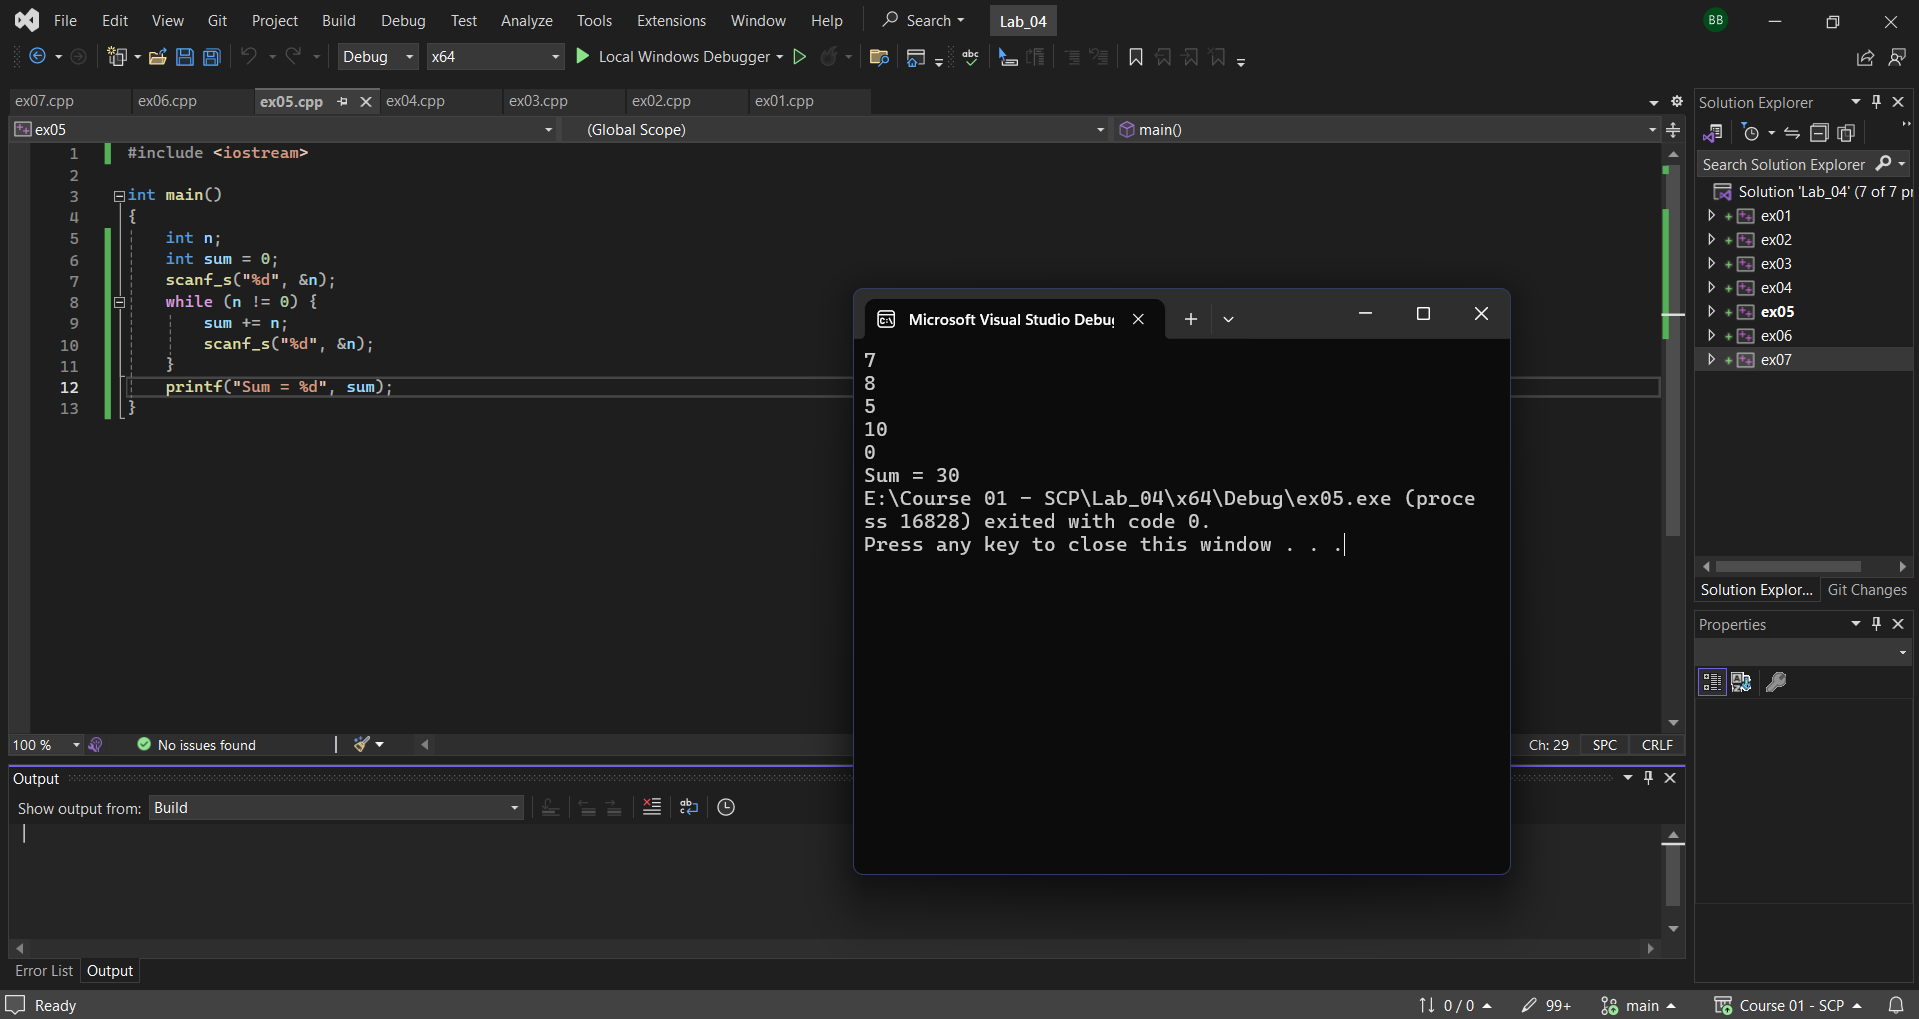 File Edit View Git Project Build Debug Test Analyze Tools Extensions Window Help Search Lab_04 BB
Debug x64 Local Windows Debugger
ex07.cpp ex06.cpp ex05.cpp ex04.cpp ex03.cpp ex02.cpp ex01.cpp
ex05 (Global Scope) main()
1 #include <iostream>
2
3 int main()
4 {
5 int n;
6 int sum = 0;
7 scanf_s("%d", &n);
8 while (n != 0) {
9 sum += n;
10 scanf_s("%d", &n);
11 }
12 printf("Sum = %d", sum);
13 }
Microsoft Visual Studio Debu
7
8
5
10
0
Sum = 30
E:\Course 01 - SCP\Lab_04\x64\Debug\ex05.exe (proce
ss 16828) exited with code 0.
Press any key to close this window . . .
100 % No issues found Ch: 29 SPC CRLF
Output
Show output from: Build
Error List Output
Solution Explorer
Search Solution Explorer
Solution 'Lab_04' (7 of 7 pr
ex01
ex02
ex03
ex04
ex05
ex06
ex07
Solution Explor... Git Changes
Properties
Ready 0 / 0 99+ main Course 01 - SCP